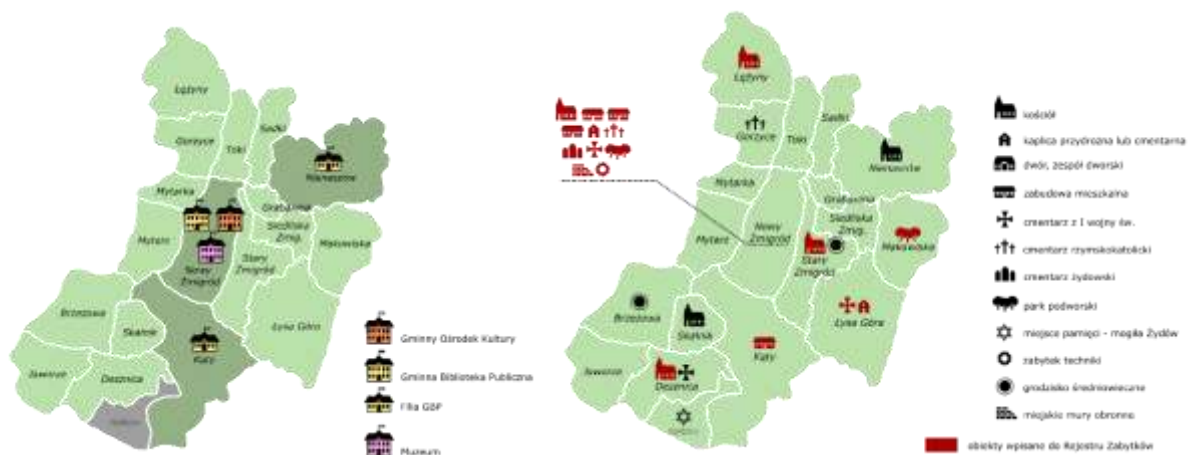 Łężyny
Gorzyce
Toki
Sadki
Nienaszów
Mytarka
Grabanina
Siedliska
Żmig.
Makowiska
Mytarz
Nowy
Żmigród
Stary
Żmigród
Brzezowa
Skalnik
Łysa Góra
Kąty
Jaworze
Desznica
Gminny Ośrodek Kultury
Gminna Biblioteka Publiczna
Filia GBP
Muzeum
Łężyny
Gorzyce
Toki
Sadki
Nienaszów
Mytarka
Grabanina
Siedliska
Żmig.
Makowiska
Mytarz
Nowy
Żmigród
Stary
Żmigród
Łysa Góra
Brzezowa
Skalnik
Kąty
Jaworze
Desznica
kościół
kaplica przydrożna lub cmentarna
dwór, zespół dworski
zabudowa mieszkalna
cmentarz z I wojny św.
cmentarz rzymskokatolicki
cmentarz żydowski
park podworski
miejsce pamięci - mogiła Żydów
zabytek techniki
grodzisko średniowieczne
miejskie mury obronne
obiekty wpisane do Rejestru Zabytków